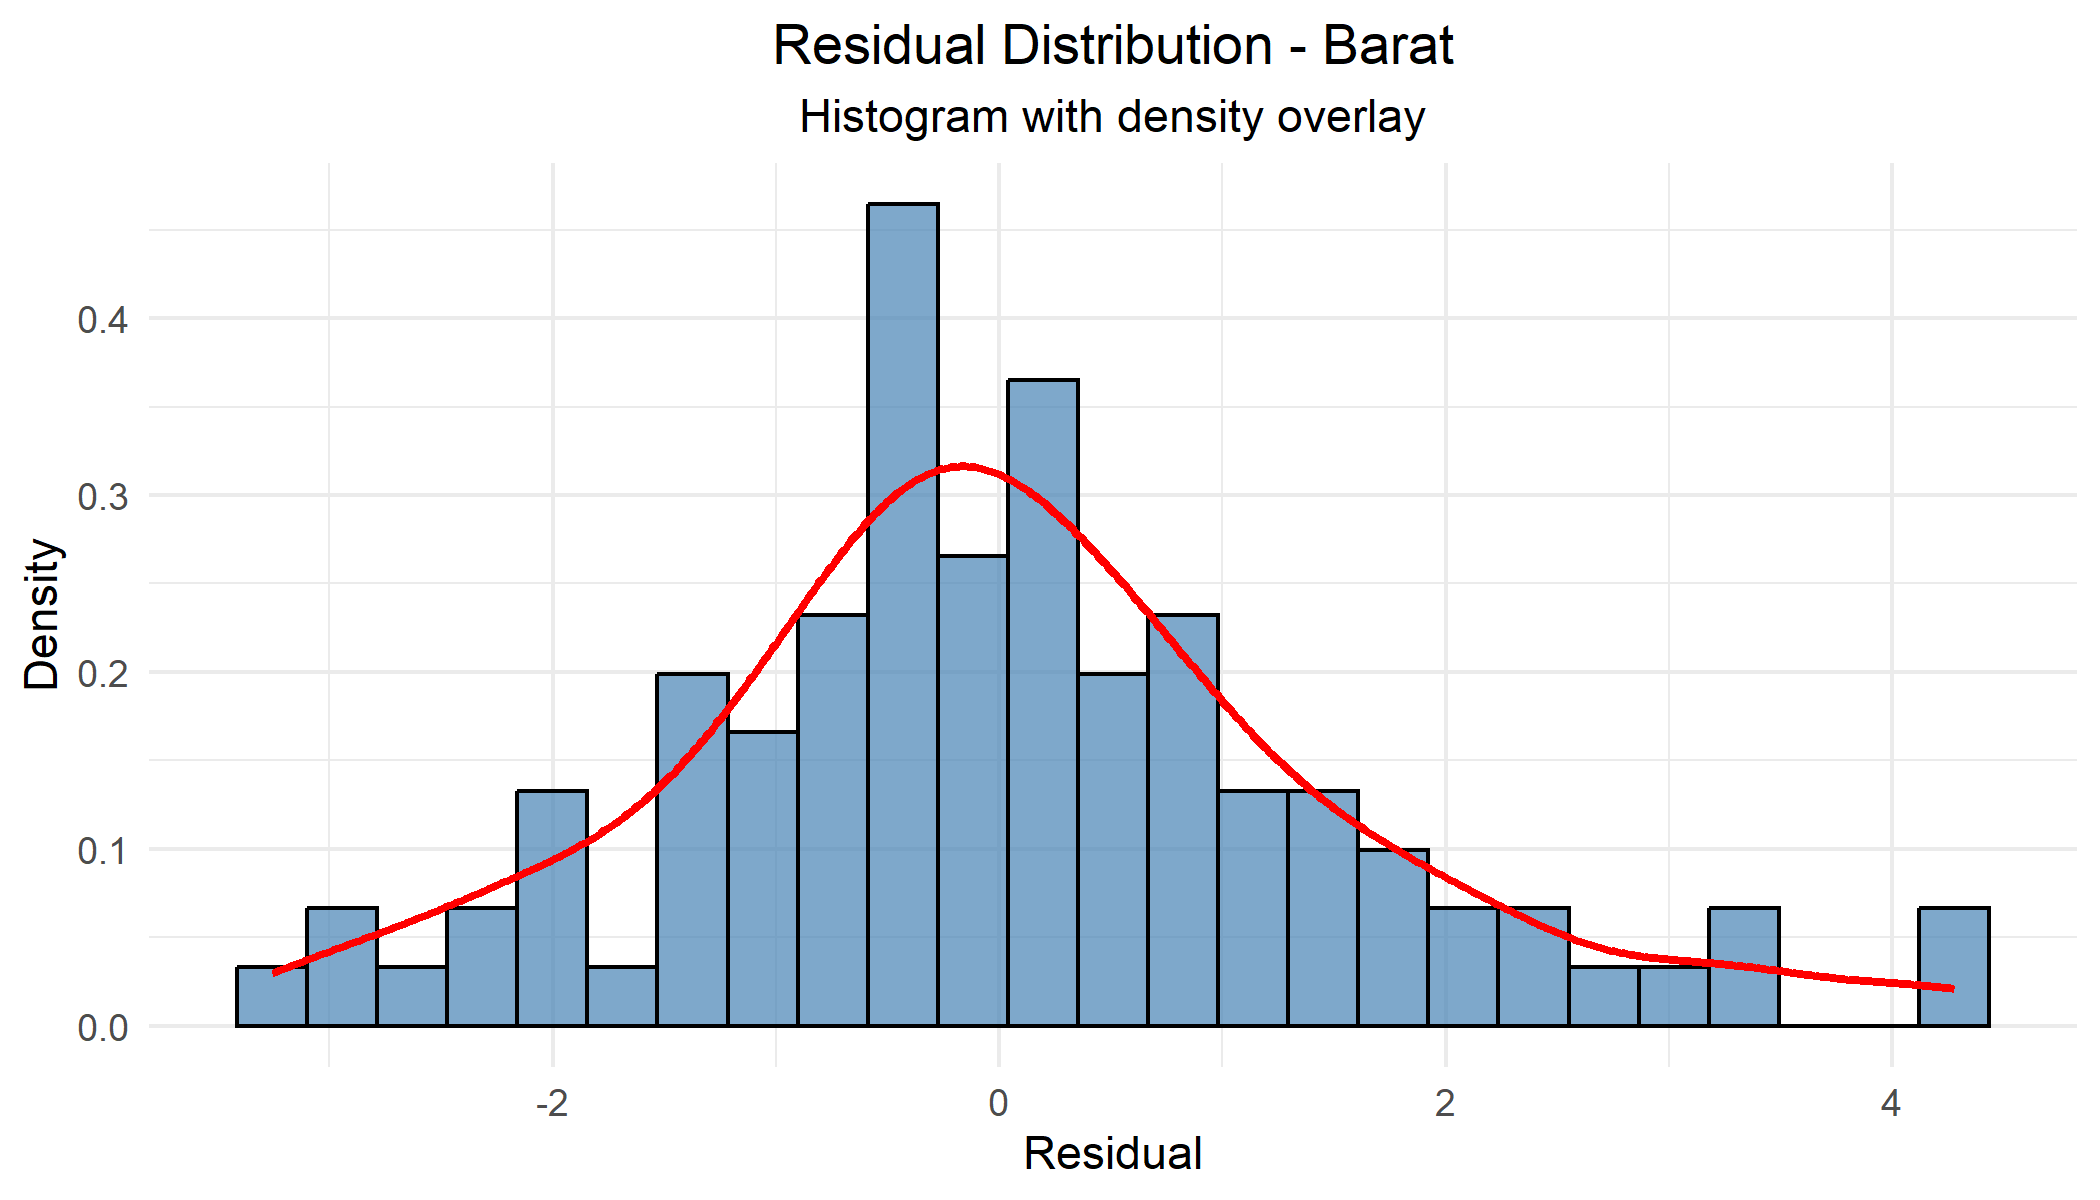 Residual Distribution - Barat
Histogram with density overlay
Density
0.4
0.3
0.2
0.1
0.0
-2 0 2 4
Residual